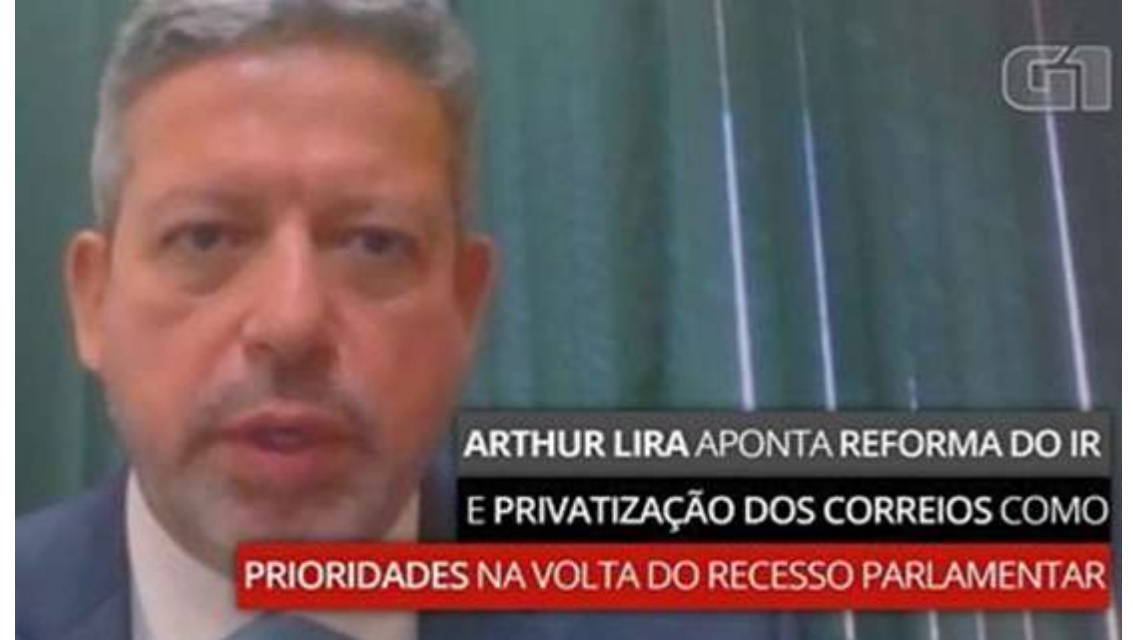 G1
ARTHUR LIRA APONTA REFORMA DO IR
E PRIVATIZAÇÃO DOS CORREIOS COMO
PRIORIDADES NA VOLTA DO RECESSO PARLAMENTAR